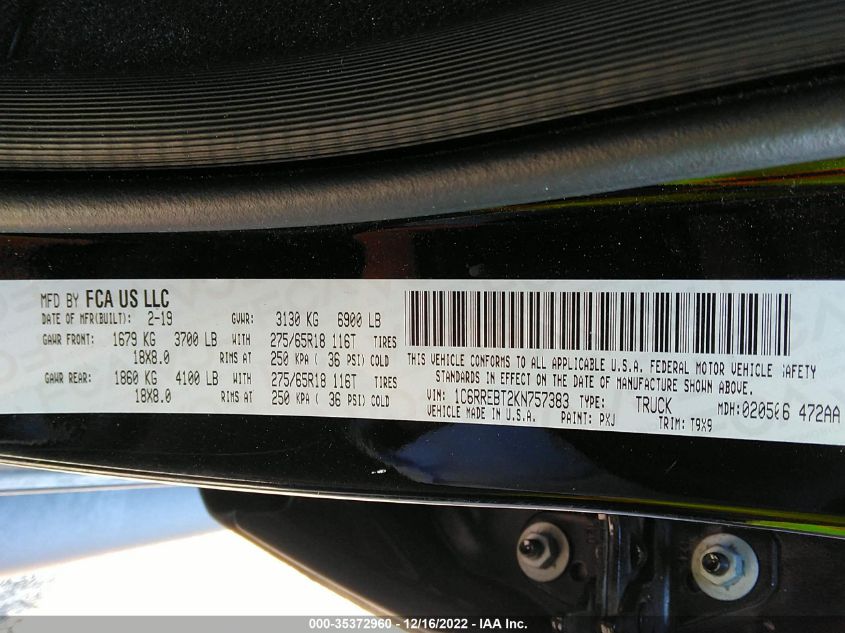 MFD BY FCA US LLC
DATE OF MFR(BUILT): 2-19 GVWR: 3130 KG 6900 LB
GAWR FRONT: 1679 KG 3700 LB WITH 275/65R18 116T TIRES
18X8.0 RIMS AT 250 KPA ( 36 PSI) COLD
GAWR REAR: 1860 KG 4100 LB WITH 275/65R18 116T TIRES
18X8.0 RIMS AT 250 KPA ( 36 PSI) COLD
THIS VEHICLE CONFORMS TO ALL APPLICABLE U.S.A. FEDERAL MOTOR VEHICLE SAFETY
STANDARDS IN EFFECT ON THE DATE OF MANUFACTURE SHOWN ABOVE.
VIN: 1C6RREBT2KN757383 TYPE: TRUCK MDH: 020506 472AA
VEHICLE MADE IN U.S.A. PAINT: PXJ TRIM: T9X9
000-35372960 - 12/16/2022 - IAA Inc.